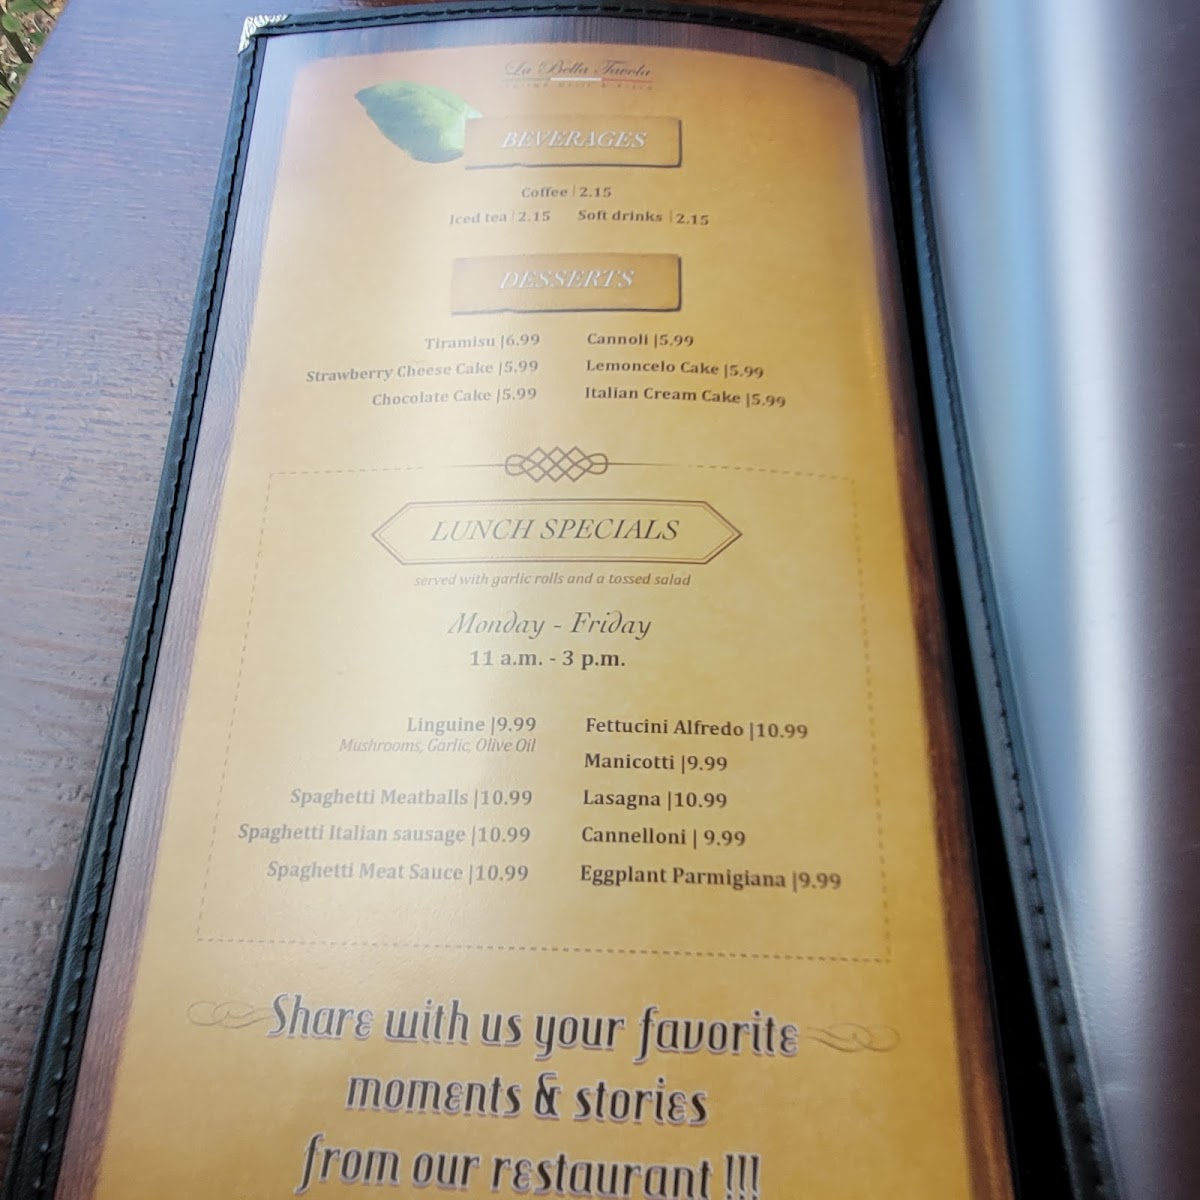 La Bella Tavola
BEVERAGES
Coffee | 2.15
Iced tea | 2.15 Soft drinks | 2.15
DESSERTS
Tiramisu |6.99 Cannoli |5.99
Strawberry Cheese Cake |5.99 Lemoncelo Cake |5.99
Chocolate Cake |5.99 Italian Cream Cake |5.99
LUNCH SPECIALS
served with garlic rolls and a tossed salad
Monday - Friday
11 a.m. - 3 p.m.
Linguine |9.99 Fettucini Alfredo |10.99
Mushrooms, Garlic, Olive Oil
Manicotti |9.99
Spaghetti Meatballs |10.99 Lasagna |10.99
Spaghetti Italian sausage |10.99 Cannelloni | 9.99
Spaghetti Meat Sauce |10.99 Eggplant Parmigiana |9.99
Share with us your favorite
moments & stories
from our restaurant !!!